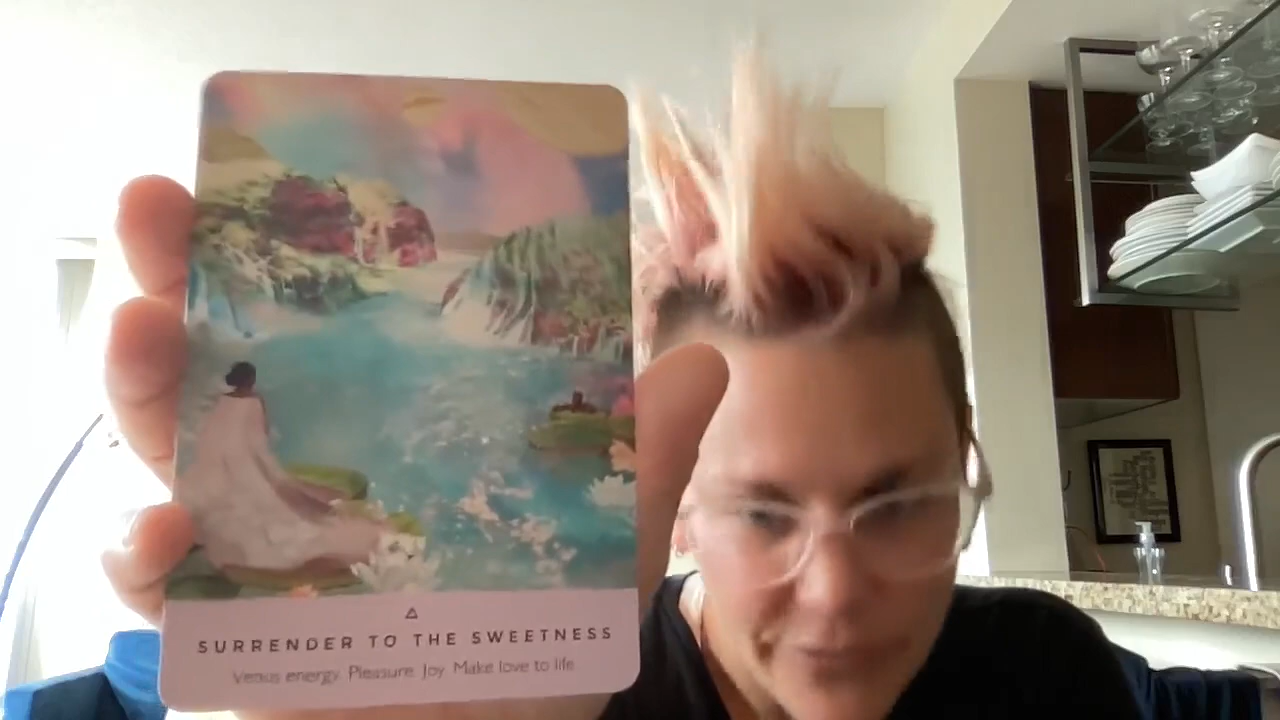 SURRENDER TO THE SWEETNESS
Venus energy. Pleasure. Joy. Make love to life.